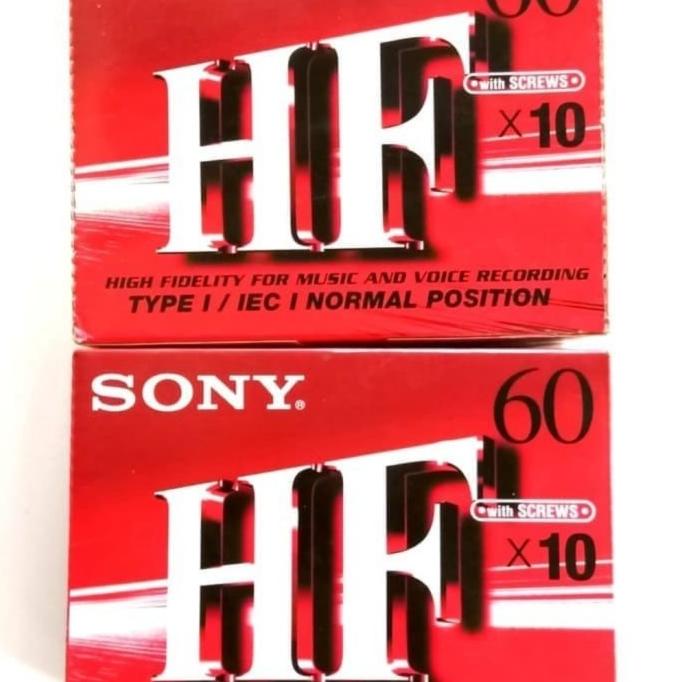 60
HF
with SCREWS
x10
HIGH FIDELITY FOR MUSIC AND VOICE RECORDING
TYPE I / IEC I NORMAL POSITION
SONY®
60
HF
with SCREWS
x10